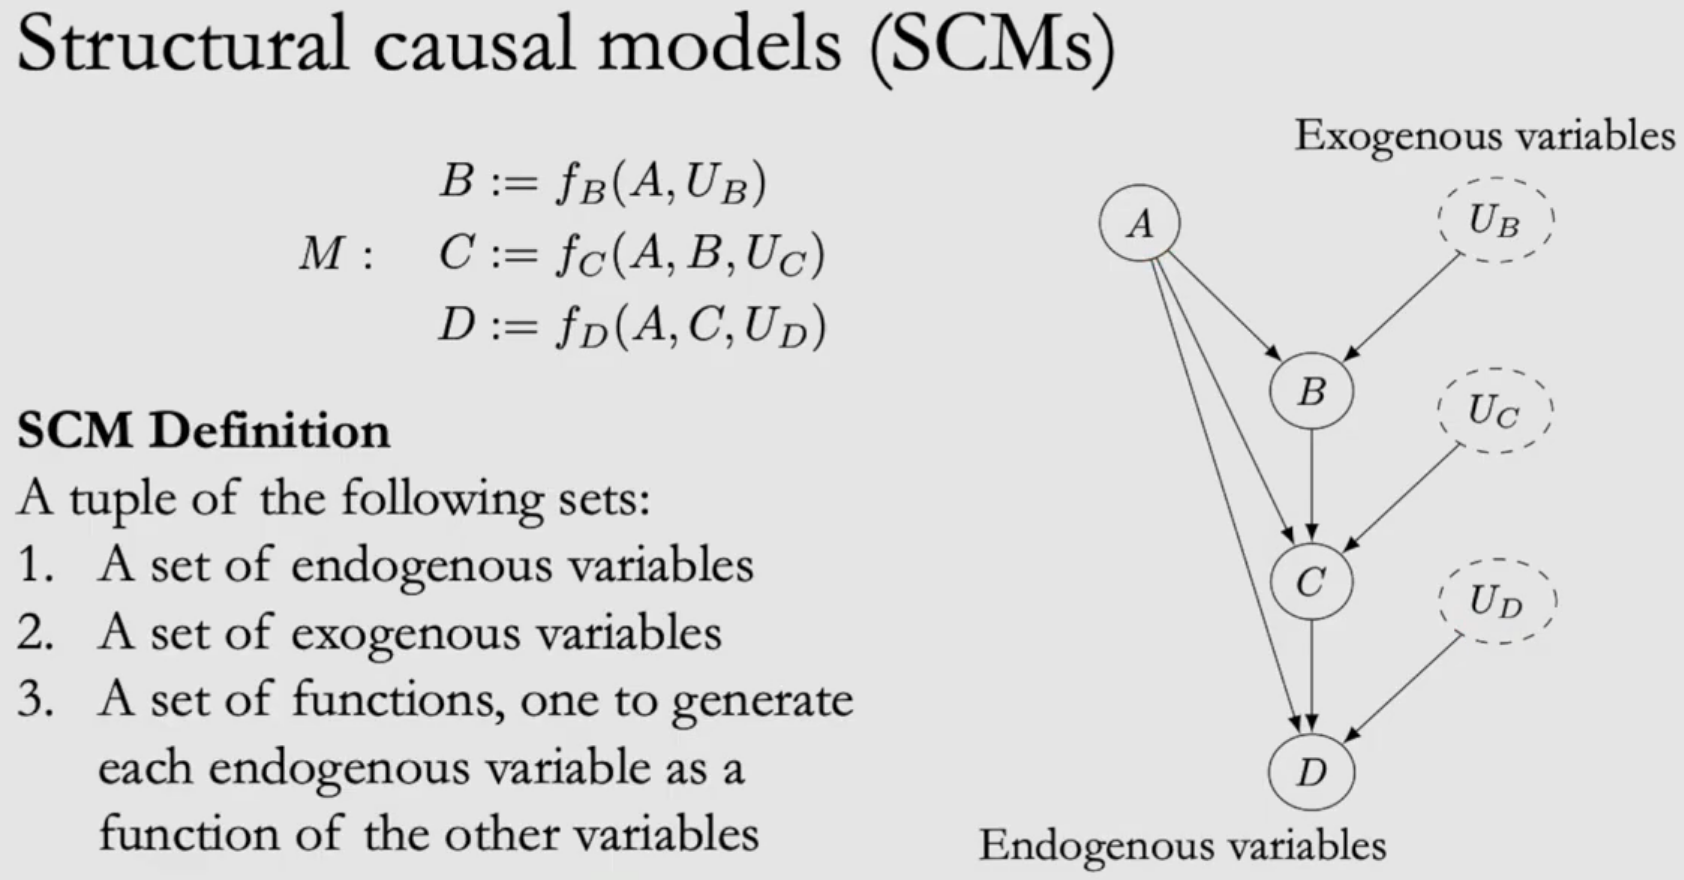 Structural causal models (SCMs)
B := f_B(A, U_B)
M : C := f_C(A, B, U_C)
D := f_D(A, C, U_D)
SCM Definition
A tuple of the following sets:
1. A set of endogenous variables
2. A set of exogenous variables
3. A set of functions, one to generate
each endogenous variable as a
function of the other variables
Exogenous variables
A
U_B
B
U_C
C
U_D
D
Endogenous variables